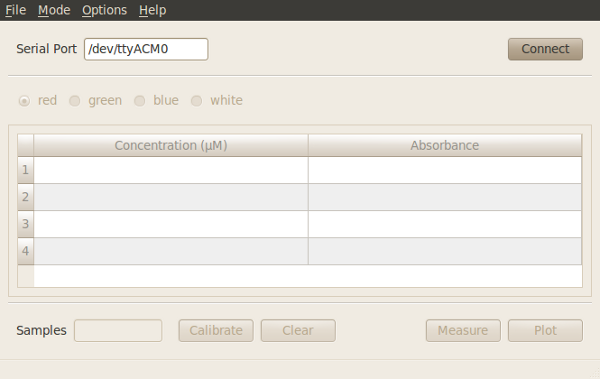 File Mode Options Help
Serial Port /dev/ttyACM0 Connect
red green blue white
Concentration (µM) Absorbance
1
2
3
4
Samples Calibrate Clear Measure Plot